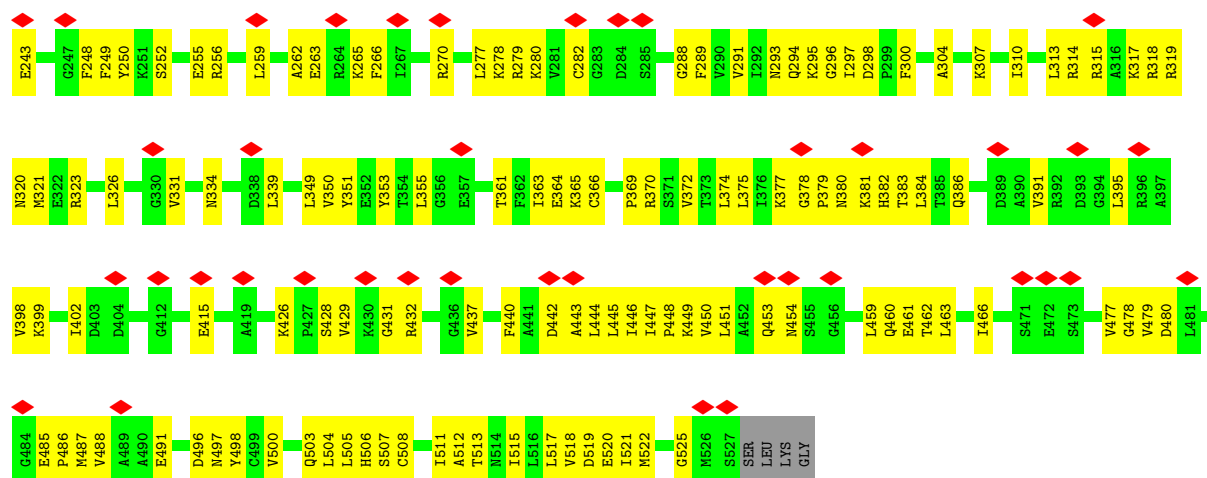 E243 G247 F248 F249 Y250 K251 S252 E255 R256 L259 A262 E263 R264 K265 F266 I267 R270 L277 K278 R279 K280 V281 C282 G283 D284 S285 G288 F289 V290 V291 I292 N293 Q294 K295 G296 I297 D298 P299 F300 A304 K307 I310 L313 R314 R315 A316 K317 R318 R319
N320 M321 E322 R323 L326 G330 V331 N334 D338 L339 L349 V350 Y351 E352 Y353 T354 L355 G356 E357 T361 F362 I363 E364 K365 C366 P369 R370 S371 V372 T373 L374 L375 I376 K377 G378 P379 N380 K381 H382 T383 L384 T385 Q386 D389 A390 V391 R392 D393 G394 L395 R396 A397
V398 K399 I402 D403 D404 G412 E415 A419 K426 P427 S428 V429 K430 G431 R432 G436 V437 F440 A441 D442 A443 L444 L445 I446 I447 P448 K449 V450 L451 A452 Q453 N454 S455 G456 L459 Q460 E461 T462 L463 I466 S471 E472 S473 V477 G478 V479 D480 L481
G484 E485 P486 M487 V488 A489 A490 E491 D496 N497 Y498 C499 V500 Q503 L504 L505 H506 S507 C508 I511 A512 T513 N514 I515 L516 L517 V518 D519 E520 I521 M522 G525 M526 S527 SER LEU LYS GLY